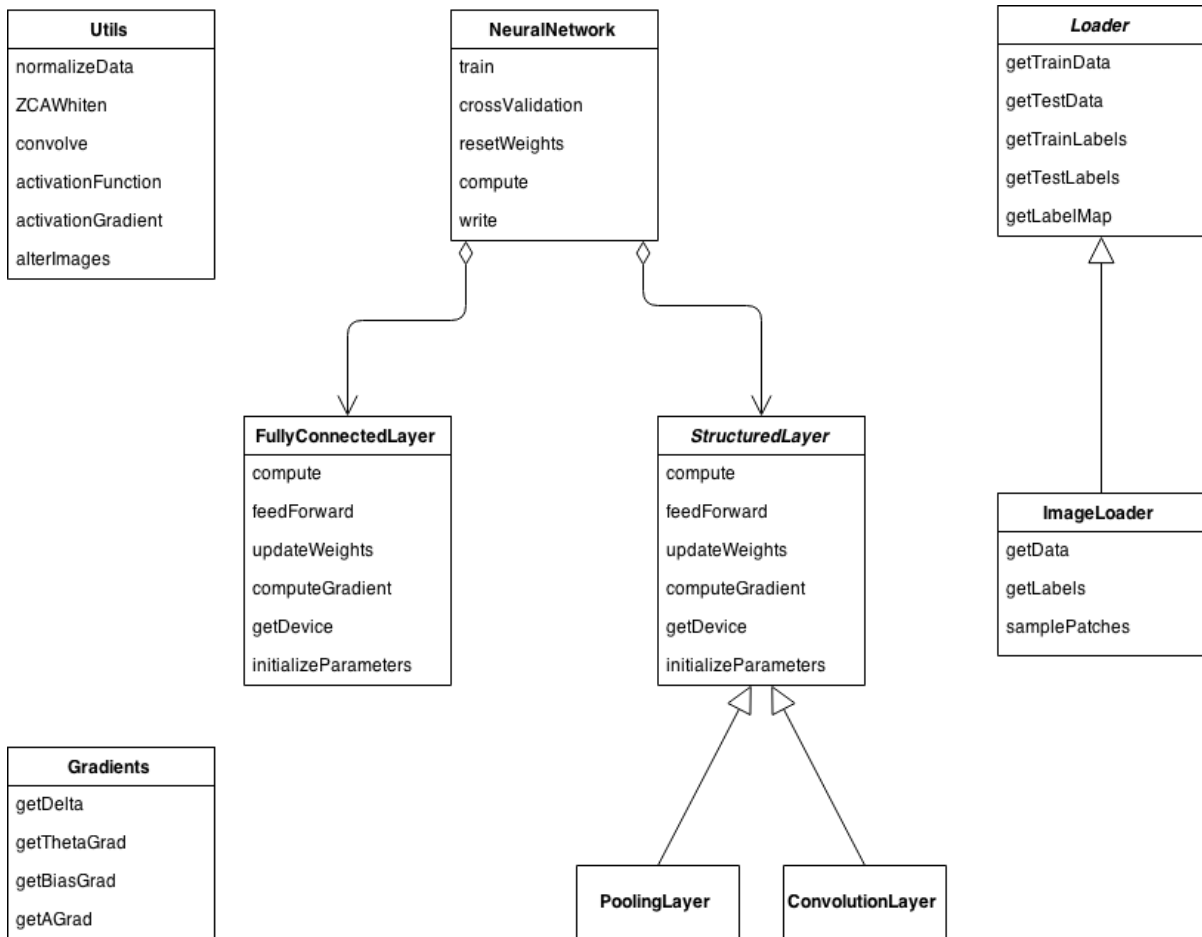 Utils
normalizeData
ZCAWhiten
convolve
activationFunction
activationGradient
alterImages
NeuralNetwork
train
crossValidation
resetWeights
compute
write
Loader
getTrainData
getTestData
getTrainLabels
getTestLabels
getLabelMap
FullyConnectedLayer
compute
feedForward
updateWeights
computeGradient
getDevice
initializeParameters
StructuredLayer
compute
feedForward
updateWeights
computeGradient
getDevice
initializeParameters
ImageLoader
getData
getLabels
samplePatches
Gradients
getDelta
getThetaGrad
getBiasGrad
getAGrad
PoolingLayer
ConvolutionLayer